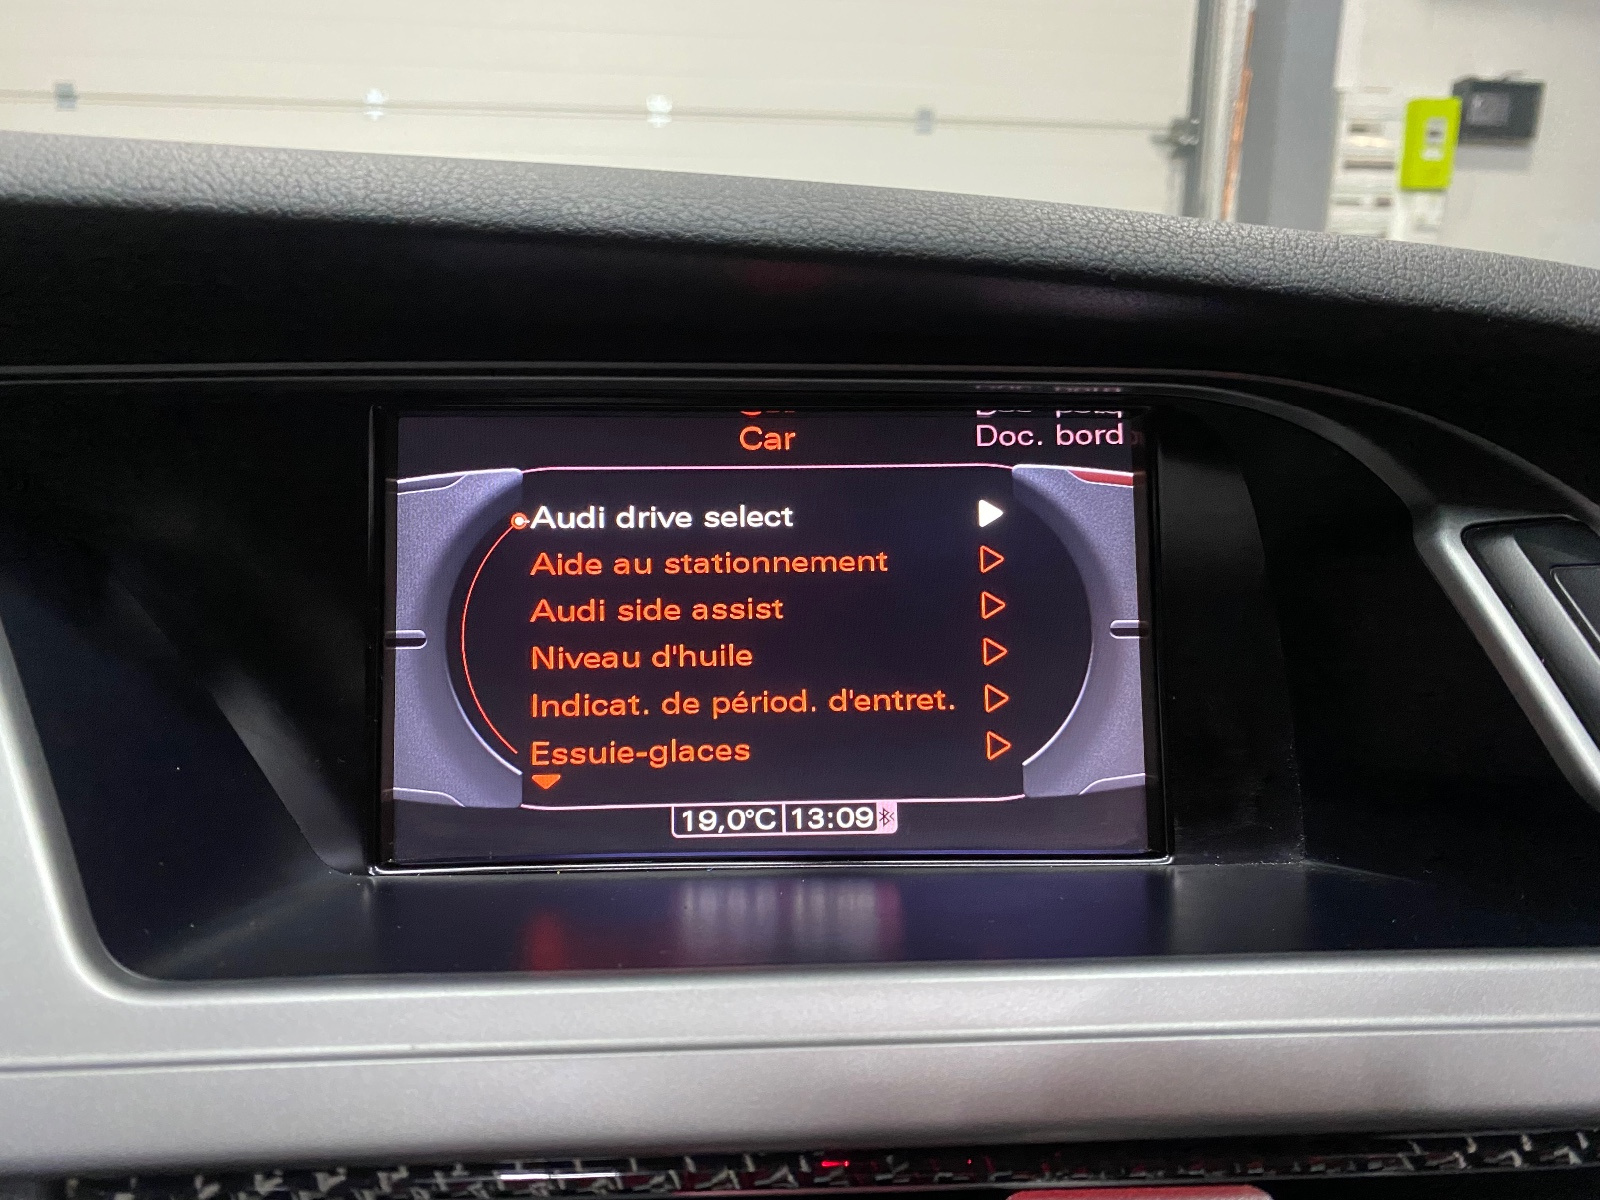 Car
Doc. bord
Audi drive select
Aide au stationnement
Audi side assist
Niveau d'huile
Indicat. de périod. d'entret.
Essuie-glaces
19,0°C 13:09